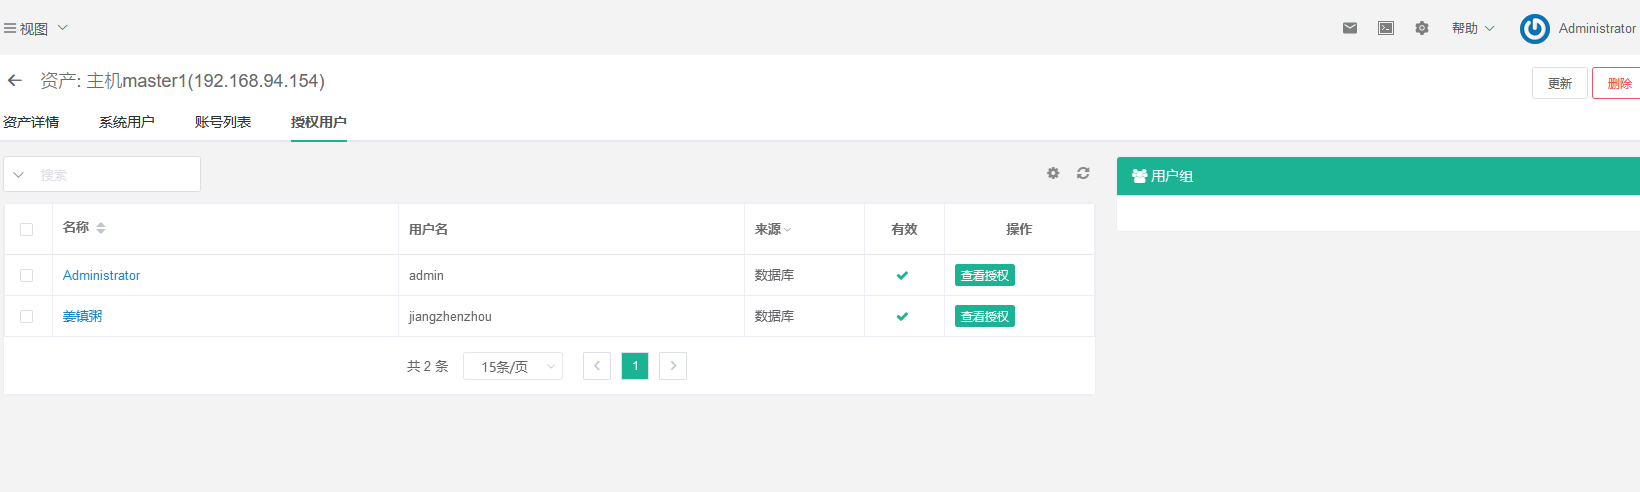 视图
帮助
Administrator
资产: 主机master1(192.168.94.154)
更新
删除
资产详情
系统用户
账号列表
授权用户
搜索
用户组
名称
用户名
来源
有效
操作
Administrator
admin
数据库
查看授权
姜镇粥
jiangzhenzhou
数据库
查看授权
共 2 条
15条/页
1